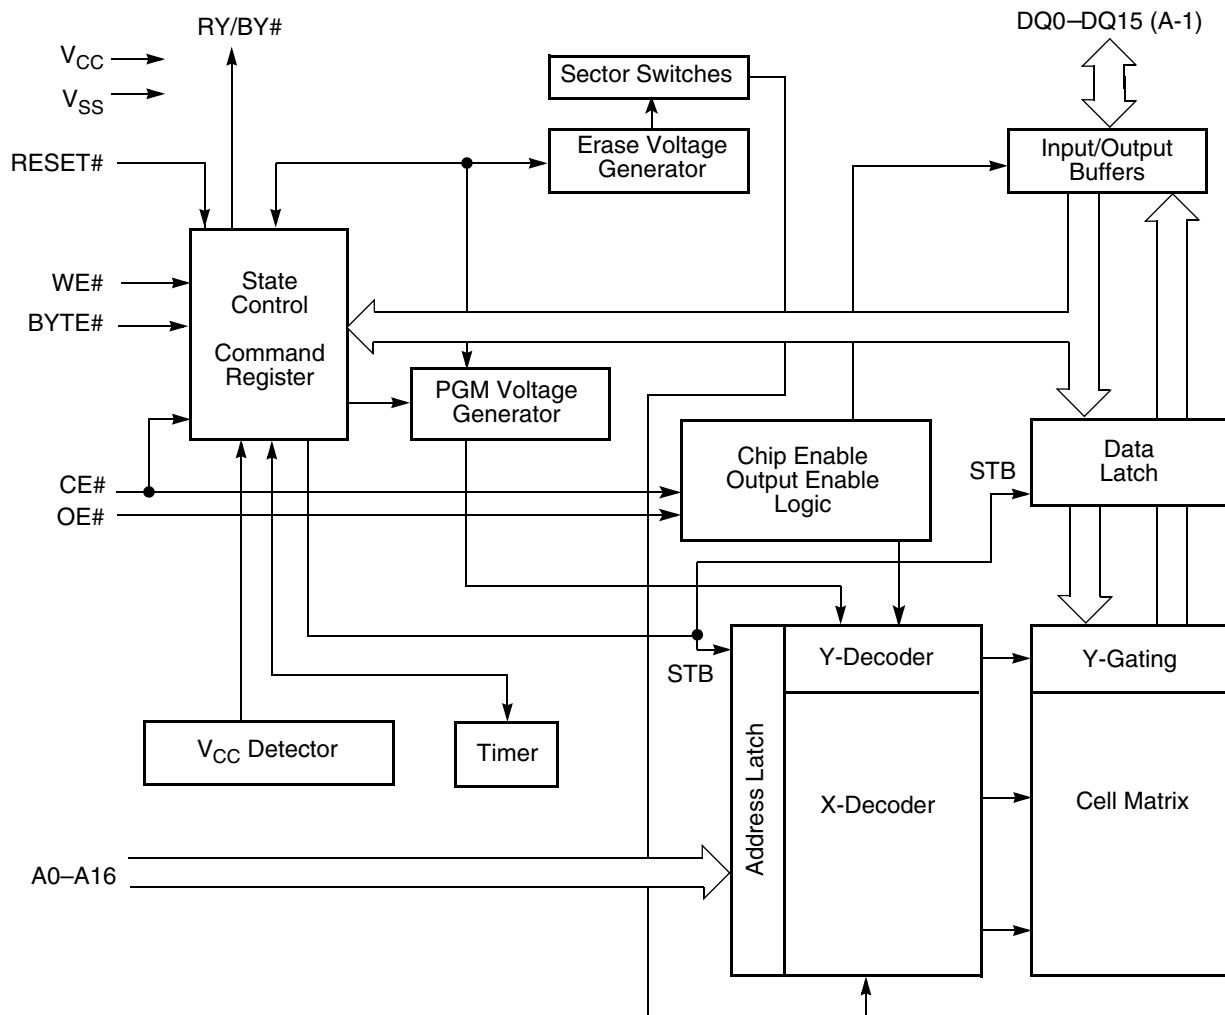 RY/BY#
DQ0–DQ15 (A-1)
VCC
VSS
Sector Switches
RESET#
Erase Voltage
Generator
Input/Output
Buffers
WE#
BYTE#
State
Control
Command
Register
PGM Voltage
Generator
CE#
OE#
Chip Enable
Output Enable
Logic
STB
Data
Latch
STB
Y-Decoder
Y-Gating
VCC Detector
Timer
Address Latch
X-Decoder
Cell Matrix
A0–A16